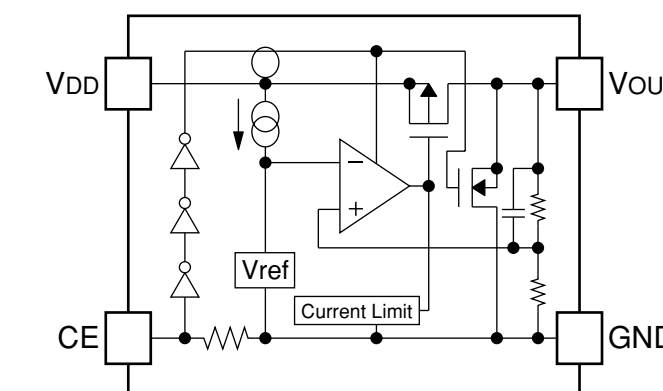 VDD
VOU
−
+
Vref
Current Limit
CE
GND